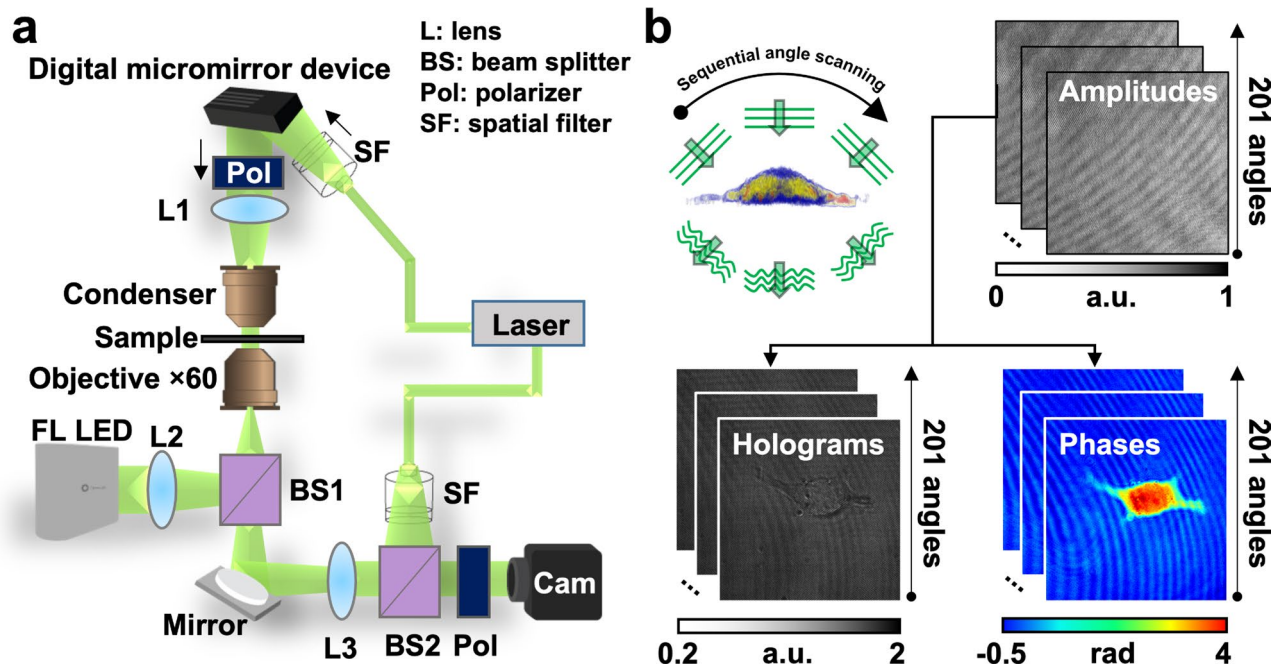 a
L: lens
BS: beam splitter
Pol: polarizer
SF: spatial filter
Digital micromirror device
SF
Pol
L1
Condenser
Sample
Objective ×60
Laser
FL LED
L2
BS1
SF
Mirror
L3
BS2
Pol
Cam
b
Sequential angle scanning
Amplitudes
201 angles
0
a.u.
1
Holograms
201 angles
0.2
a.u.
2
Phases
201 angles
-0.5
rad
4